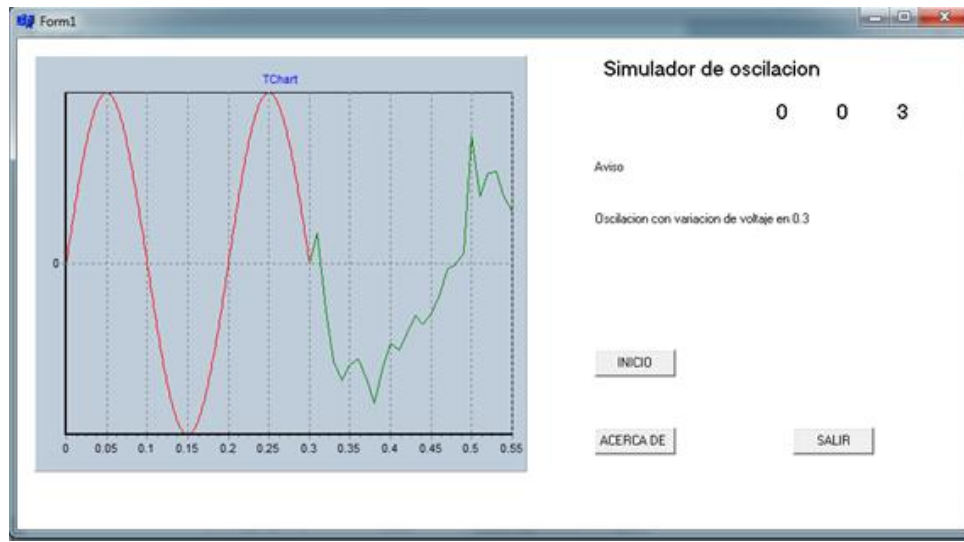 Form1
TChart
0
0 0.05 0.1 0.15 0.2 0.25 0.3 0.35 0.4 0.45 0.5 0.55
Simulador de oscilacion
0 0 3
Aviso
Oscilacion con variacion de voltaje en 0.3
INICIO
ACERCA DE SALIR